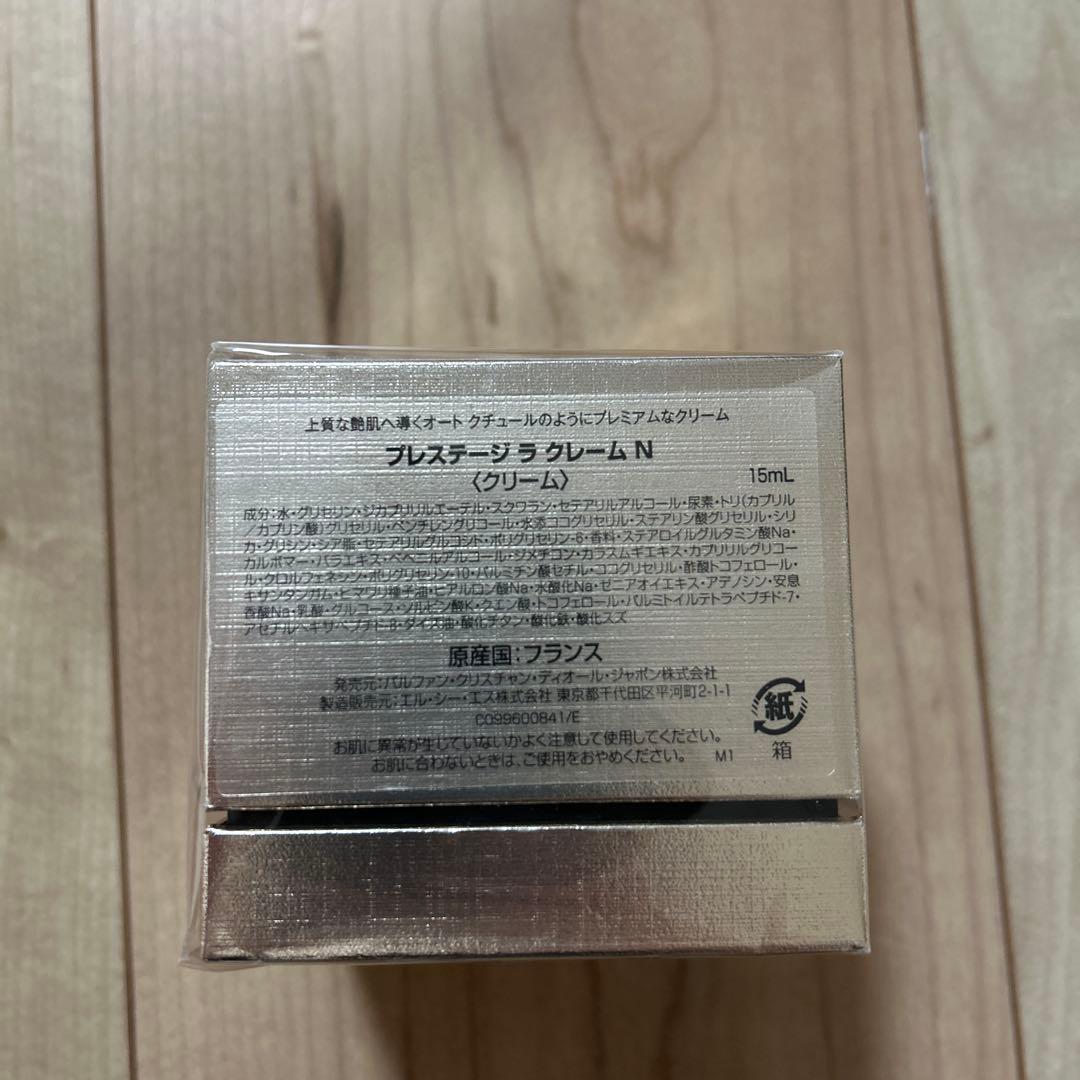 上質な艶肌へ導くオート クチュールのようにプレミアムなクリーム
プレステージ ラ クレーム N
〈クリーム〉 15mL
成分:水・グリセリン・ジカプリリルエーテル・スクワラン・セテアリルアルコール・尿素・トリ(カプリル
/カプリン酸)グリセリル・ペンチレングリコール・水添ココグリセリル・ステアリン酸グリセリル・シリ
カ・グリシン・シア脂・セテアリルグルコシド・ポリグリセリン-6・香料・ステアロイルグルタミン酸Na・
カルボマー・バラエキス・ベヘニルアルコール・ジメチコン・カラスムギエキス・カプリリルグリコー
ル・クロルフェネシン・ポリグリセリン-10・パルミチン酸セチル・ココグリセリル・酢酸トコフェロール・
キサンタンガム・ヒマワリ種子油・ヒアルロン酸Na・水酸化Na・ゼニアオイエキス・アデノシン・安息
香酸Na・乳酸・グルコース・ソルビン酸K・クエン酸・トコフェロール・パルミトイルテトラペプチド-7・
アセチルヘキサペプチド-8・ダイズ油・酸化チタン・酸化鉄・酸化スズ
原産国:フランス
発売元:パルファン・クリスチャン・ディオール・ジャポン株式会社
製造販売元:エル・シー・エス株式会社 東京都千代田区平河町2-1-1
C099600841/E
紙
箱
お肌に異常が生じていないかよく注意して使用してください。
お肌に合わないときは、ご使用をおやめください。 M1